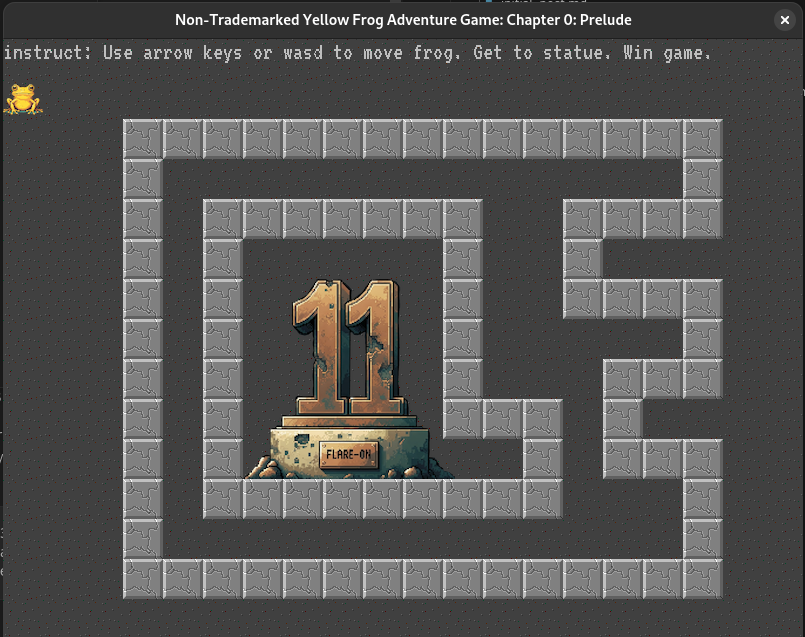 Non-Trademarked Yellow Frog Adventure Game: Chapter 0: Prelude
instruct: Use arrow keys or wasd to move frog. Get to statue. Win game.
11
FLARE-ON